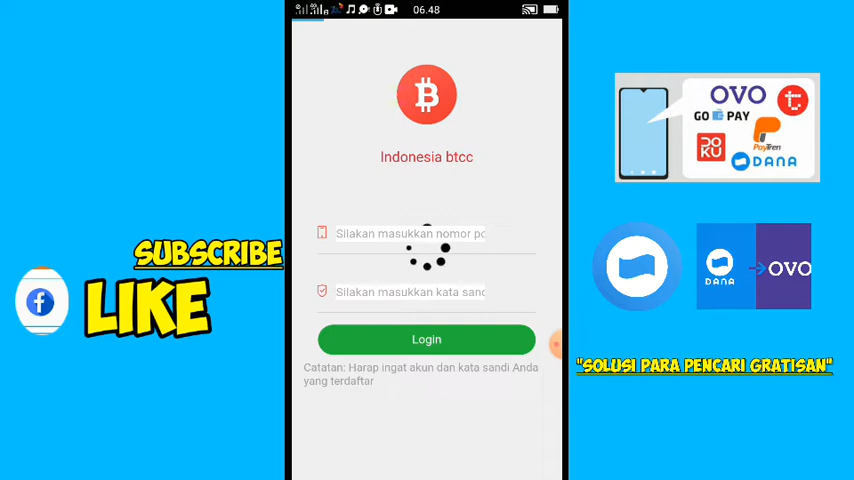 06.48
Indonesia btcc
Silakan masukkan nomor po
Silakan masukkan kata sand
Login
Catatan: Harap ingat akun dan kata sandi Anda
yang terdaftar
SUBSCRIBE
LIKE
OVO
GO PAY
DOKU
PayTren
DANA
DANA
OVO
"SOLUSI PARA PENCARI GRATISAN"